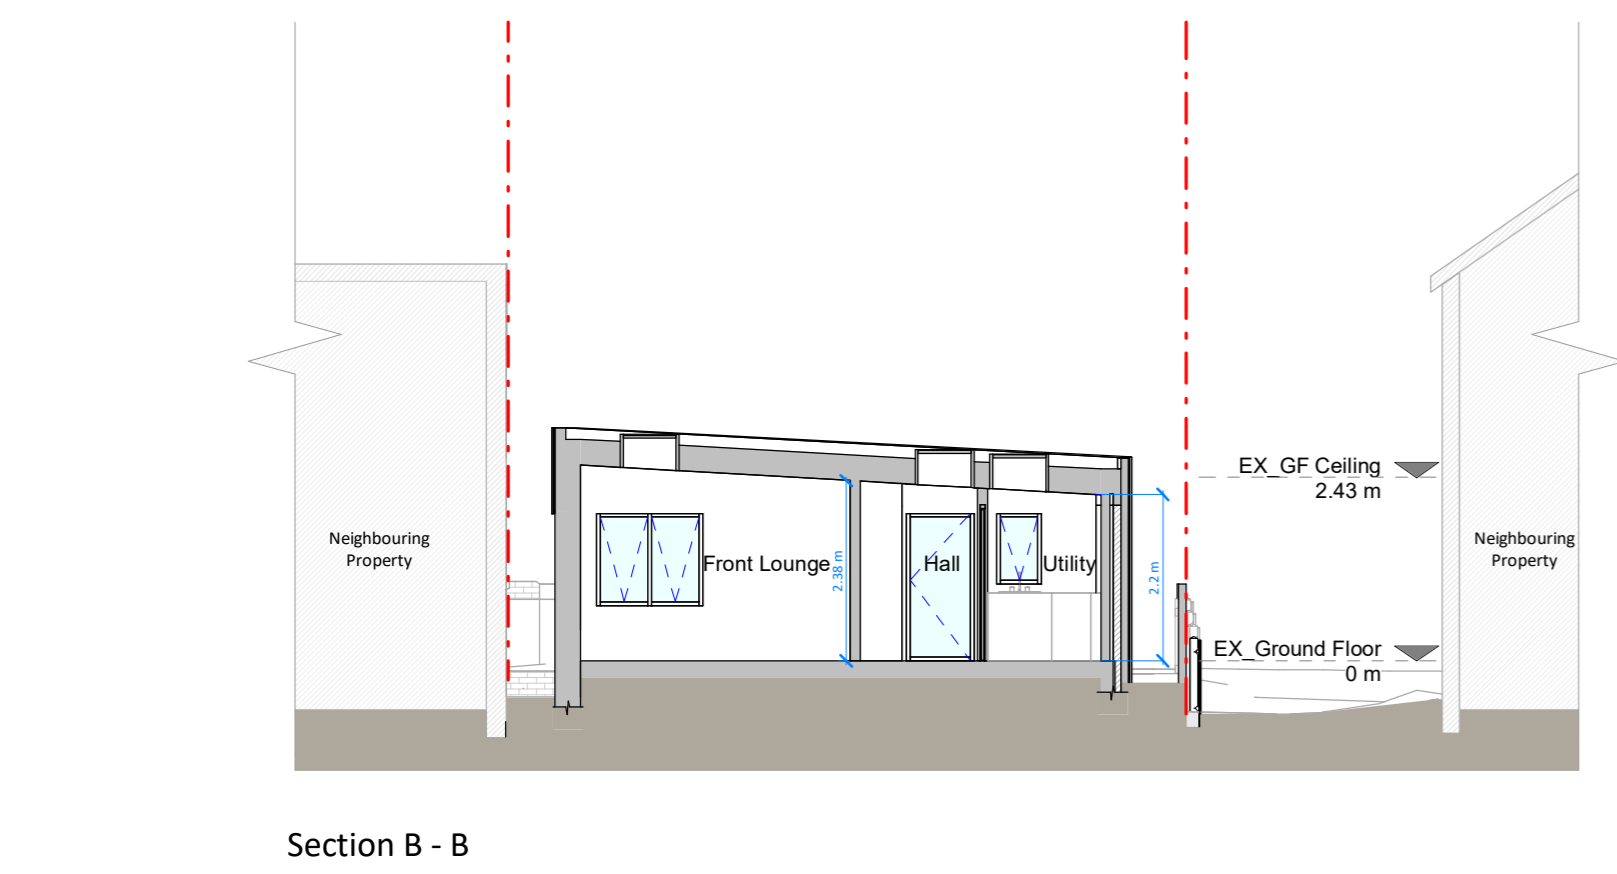 EX_GF Ceiling
2.43 m
Neighbouring
Property
Front Lounge
2.38 m
Hall
Utility
2.2 m
Neighbouring
Property
EX_Ground Floor
0 m
Section B - B